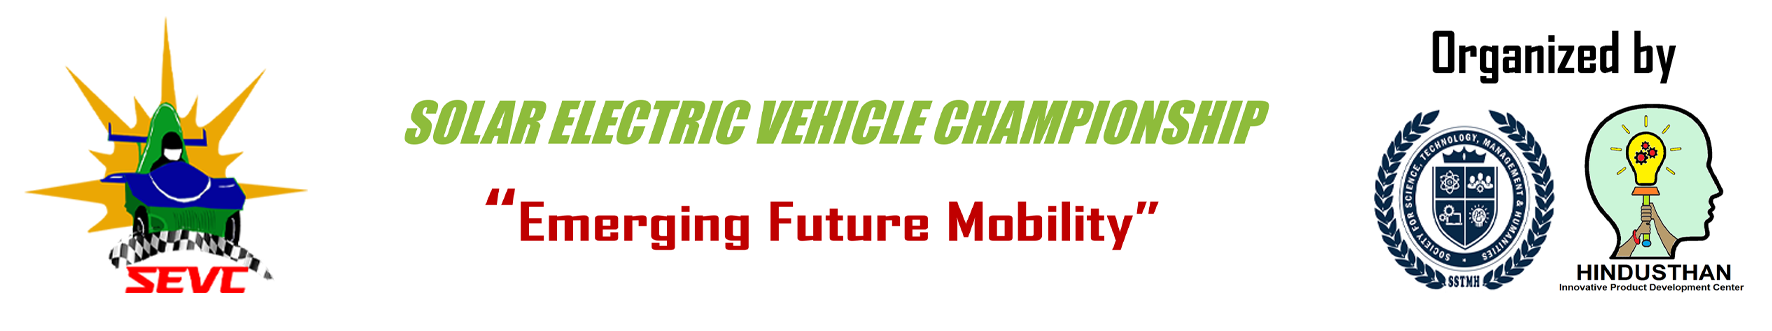 SEVC
SOLAR ELECTRIC VEHICLE CHAMPIONSHIP
“Emerging Future Mobility”
Organized by
SOCIETY FOR SCIENCE, TECHNOLOGY, MANAGEMENT & HUMANITIES
SSTMH
HINDUSTHAN
Innovative Product Development Center